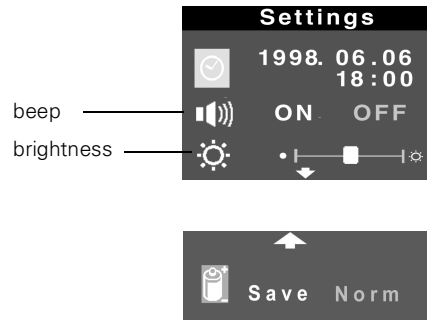 Settings
1998. 06.06
18:00
beep
ON OFF
brightness
Save Norm